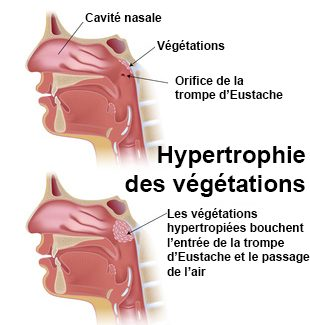 Cavité nasale
Végétations
Orifice de la
trompe d'Eustache
Hypertrophie
des végétations
Les végétations
hypertropiées bouchent
l'entrée de la trompe
d'Eustache et le passage
de l'air